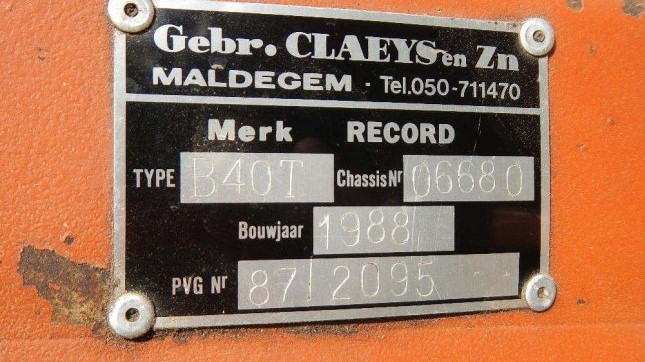 Gebr. CLAEYS en Zn
MALDEGEM · Tel.050-711470
Merk RECORD
TYPE B40T Chassis Nr 06680
Bouwjaar 1988
PVG Nr 87/2095